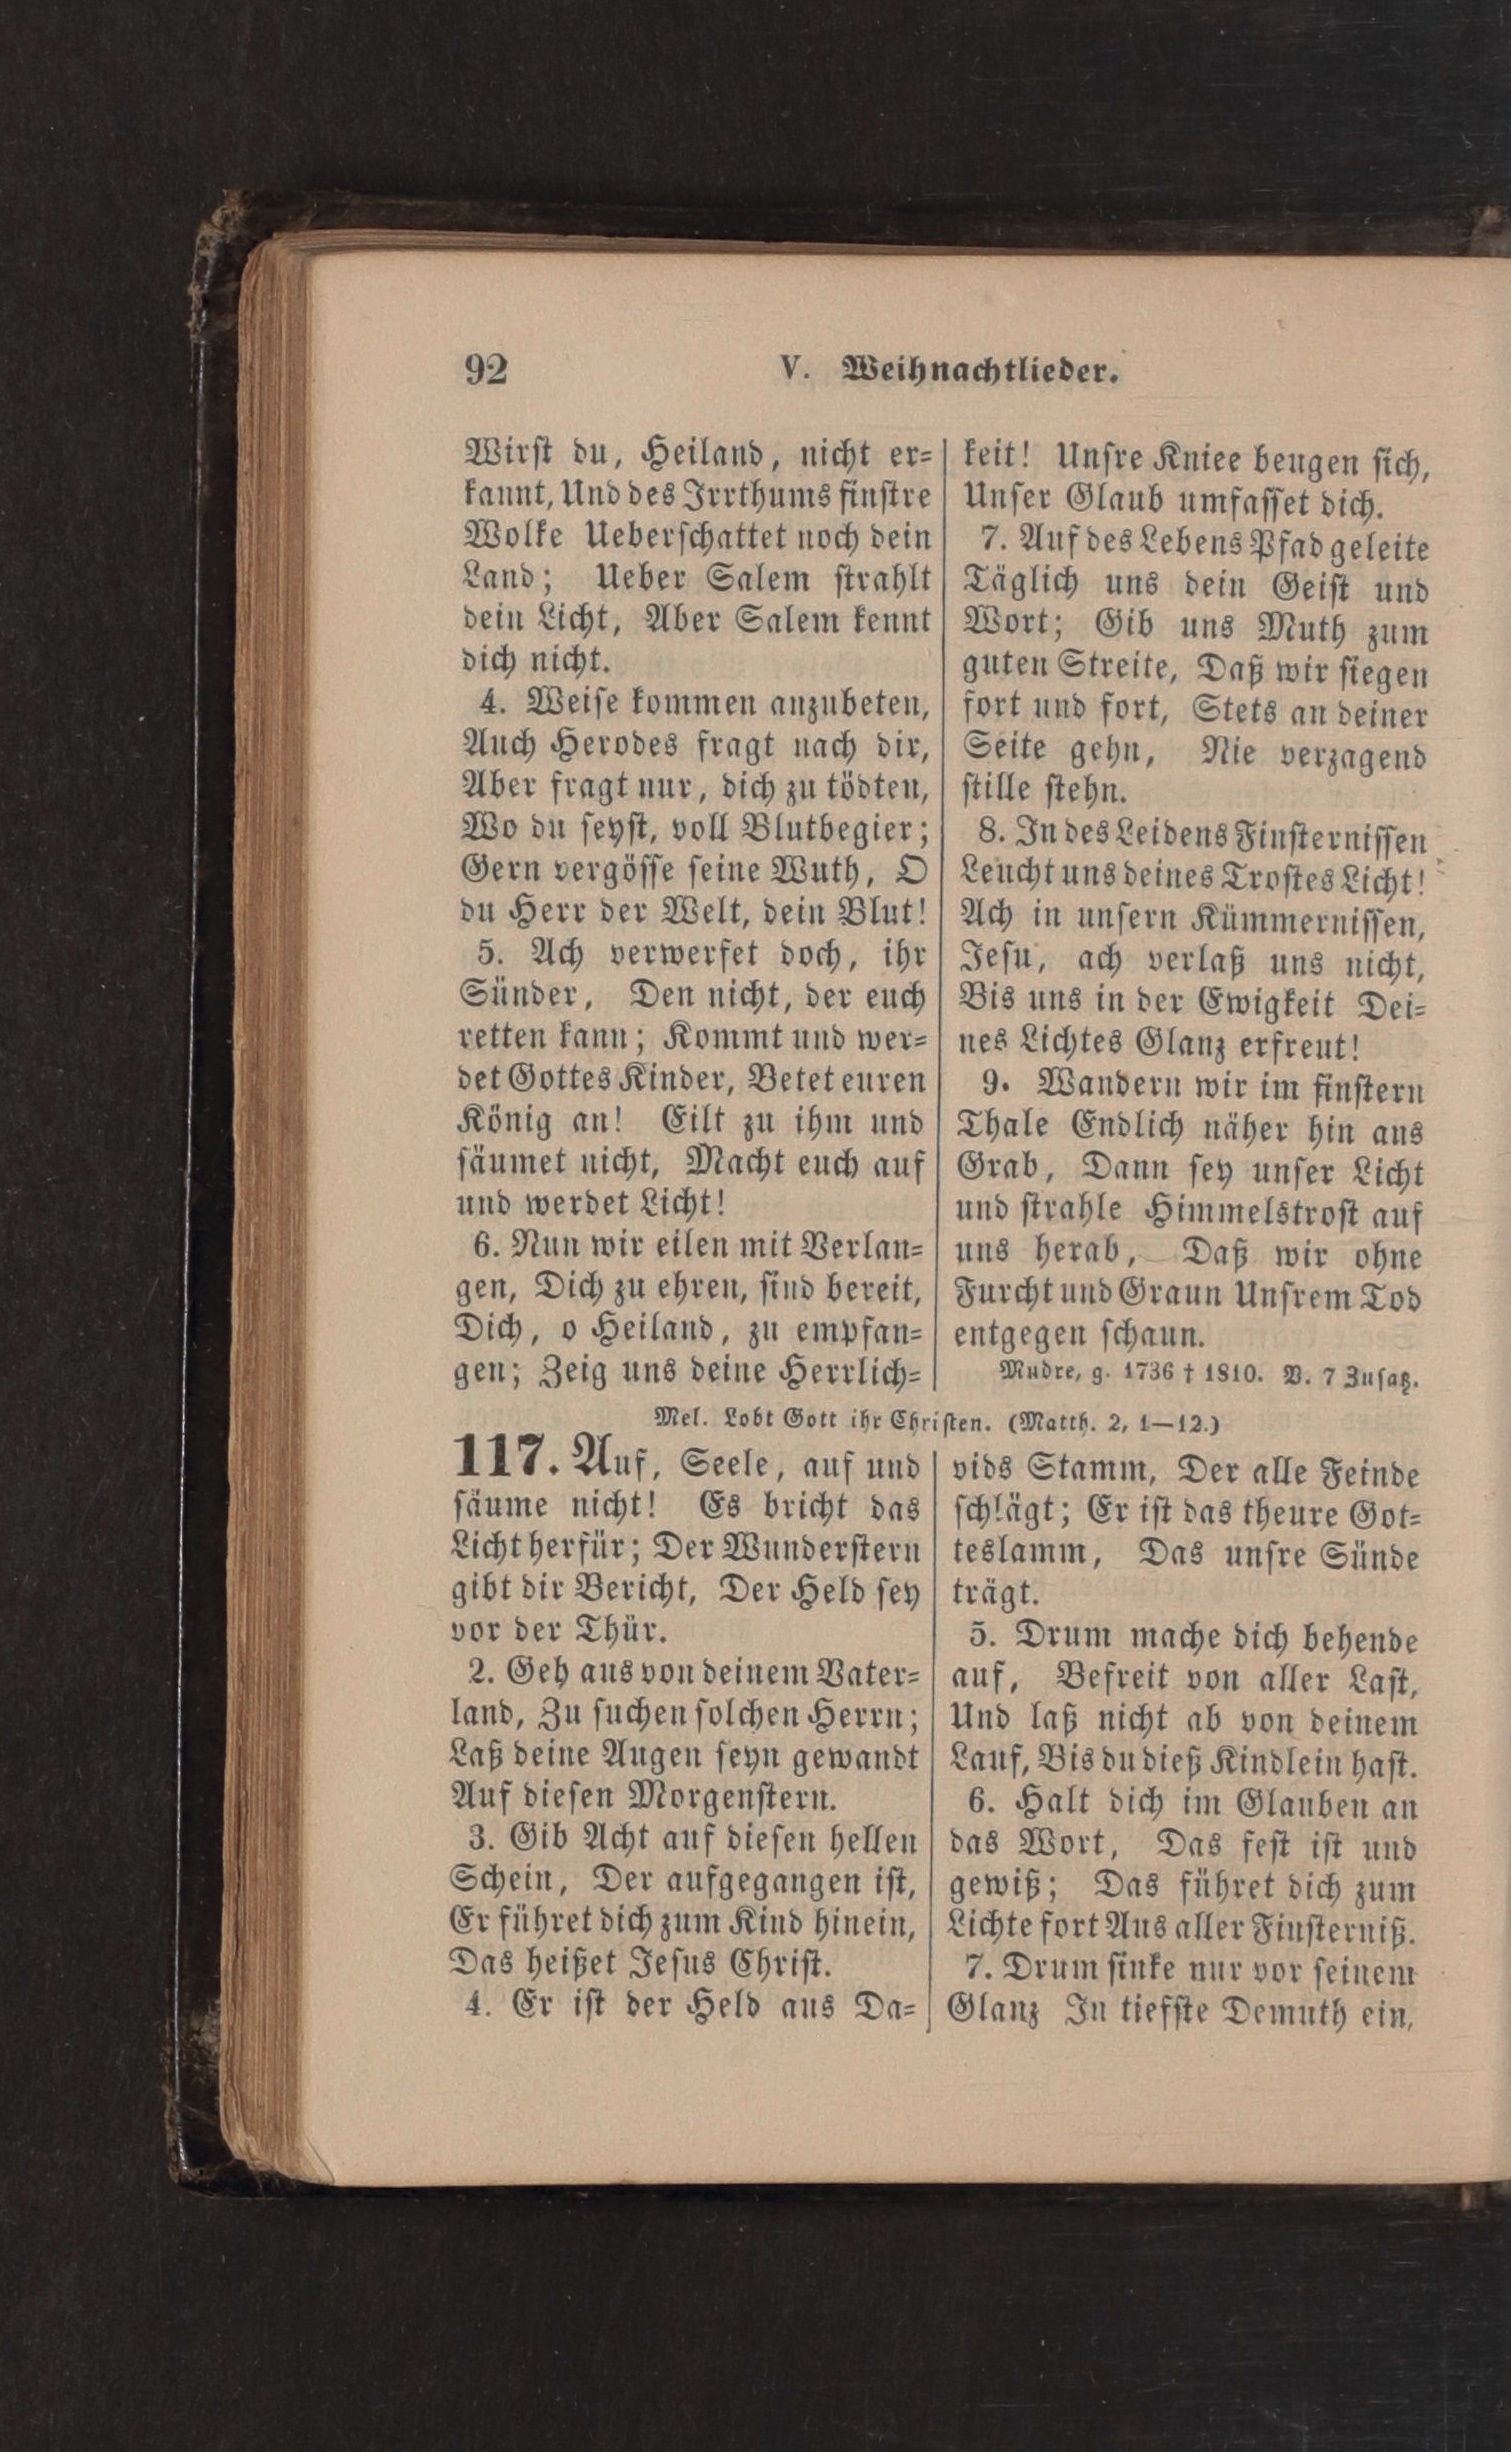 92
V. Weihnachtlieder.
Wirst du, Heiland, nicht er-
kannt, Und des Irrthums finstre
Wolke Ueberschattet noch dein
Land; Ueber Salem strahlt
dein Licht, Aber Salem kennt
dich nicht.
4. Weise kommen anzubeten,
Auch Herodes fragt nach dir,
Aber fragt nur, dich zu tödten,
Wo du seyst, voll Blutbegier;
Gern vergösse seine Wuth, O
du Herr der Welt, dein Blut!
5. Ach verwerfet doch, ihr
Sünder, Den nicht, der euch
retten kann; Kommt und wer-
det Gottes Kinder, Betet euren
König an! Eilt zu ihm und
säumet nicht, Macht euch auf
und werdet Licht!
6. Nun wir eilen mit Verlan-
gen, Dich zu ehren, sind bereit,
Dich, o Heiland, zu empfan-
gen; Zeig uns deine Herrlich-
keit! Unsre Kniee beugen sich,
Unser Glaub umfasset dich.
7. Auf des Lebens Pfad geleite
Täglich uns dein Geist und
Wort; Gib uns Muth zum
guten Streite, Daß wir siegen
fort und fort, Stets an deiner
Seite gehn, Nie verzagend
stille stehn.
8. In des Leidens Finsternissen
Leucht uns deines Trostes Licht!
Ach in unsern Kümmernissen,
Jesu, ach verlaß uns nicht,
Bis uns in der Ewigkeit Dei-
nes Lichtes Glanz erfreut!
9. Wandern wir im finstern
Thale Endlich näher hin ans
Grab, Dann sey unser Licht
und strahle Himmelstrost auf
uns herab, Daß wir ohne
Furcht und Graun Unsrem Tod
entgegen schaun.
Mudre, g. 1736 † 1810. V. 7 Zusatz.
Mel. Lobt Gott ihr Christen. (Matth. 2, 1—12.)
117. Auf, Seele, auf und
säume nicht! Es bricht das
Licht herfür; Der Wunderstern
gibt dir Bericht, Der Held sey
vor der Thür.
2. Geh aus von deinem Vater-
land, Zu suchen solchen Herrn;
Laß deine Augen seyn gewandt
Auf diesen Morgenstern.
3. Gib Acht auf diesen hellen
Schein, Der aufgegangen ist,
Er führet dich zum Kind hinein,
Das heißet Jesus Christ.
4. Er ist der Held aus Da-
vids Stamm, Der alle Feinde
schlägt; Er ist das theure Got-
teslamm, Das unsre Sünde
trägt.
5. Drum mache dich behende
auf, Befreit von aller Last,
Und laß nicht ab von deinem
Lauf, Bis du dieß Kindlein hast.
6. Halt dich im Glauben an
das Wort, Das fest ist und
gewiß; Das führet dich zum
Lichte fort Aus aller Finsterniß.
7. Drum sinke nur vor seinem
Glanz In tiefste Demuth ein,